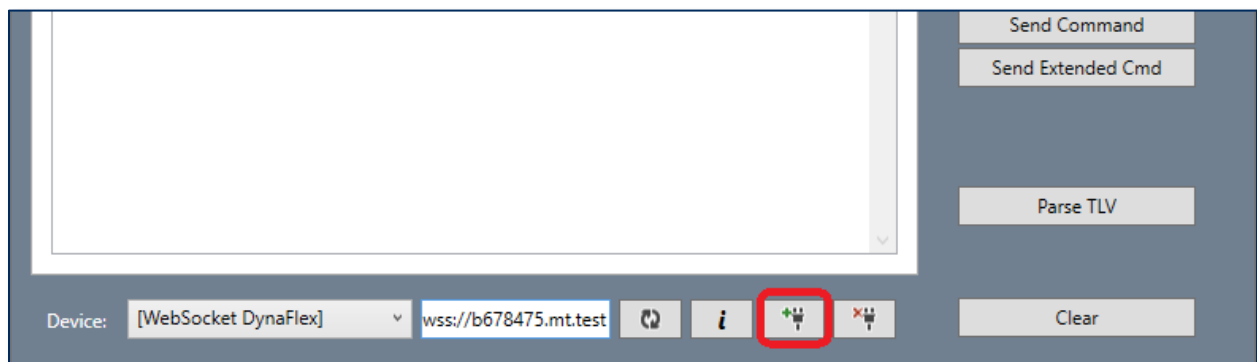 Send Command
Send Extended Cmd
Parse TLV
Device: [WebSocket DynaFlex] wss://b678475.mt.test i Clear